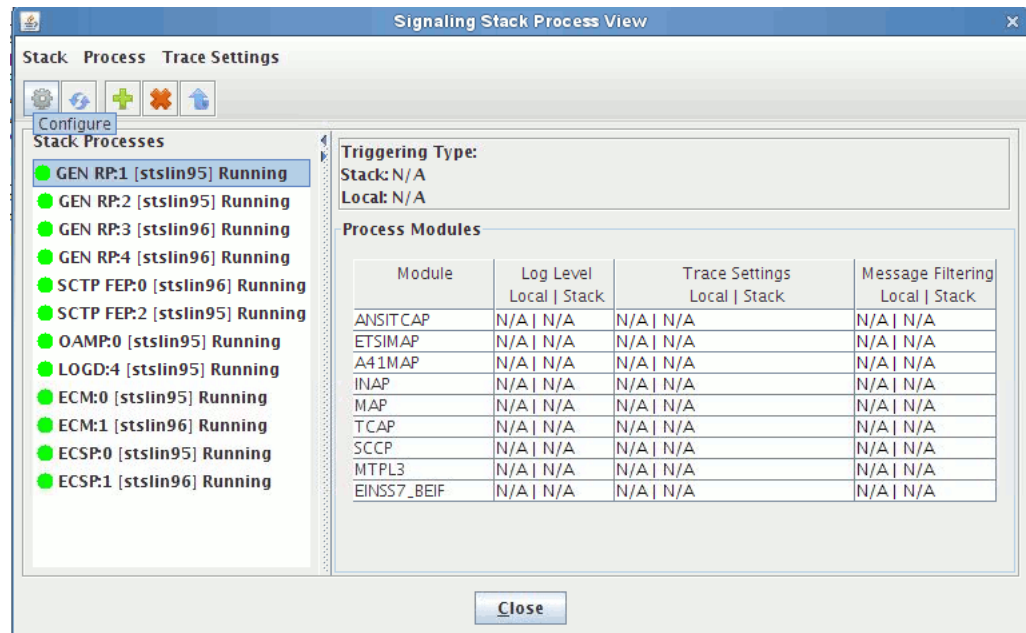 Signaling Stack Process View
Stack Process Trace Settings
Configure
Stack Processes
GEN RP:1 [stslin95] Running
GEN RP:2 [stslin95] Running
GEN RP:3 [stslin96] Running
GEN RP:4 [stslin96] Running
SCTP FEP:0 [stslin96] Running
SCTP FEP:2 [stslin95] Running
OAMP:0 [stslin95] Running
LOGD:4 [stslin95] Running
ECM:0 [stslin95] Running
ECM:1 [stslin96] Running
ECSP:0 [stslin95] Running
ECSP:1 [stslin96] Running
Triggering Type:
Stack: N/A
Local: N/A
Process Modules
Module Log Level Trace Settings Message Filtering
Local | Stack Local | Stack Local | Stack
ANSITCAP N/A | N/A N/A | N/A N/A | N/A
ETSIMAP N/A | N/A N/A | N/A N/A | N/A
A41MAP N/A | N/A N/A | N/A N/A | N/A
INAP N/A | N/A N/A | N/A N/A | N/A
MAP N/A | N/A N/A | N/A N/A | N/A
TCAP N/A | N/A N/A | N/A N/A | N/A
SCCP N/A | N/A N/A | N/A N/A | N/A
MTPL3 N/A | N/A N/A | N/A N/A | N/A
EINSS7_BEIF N/A | N/A N/A | N/A N/A | N/A
Close